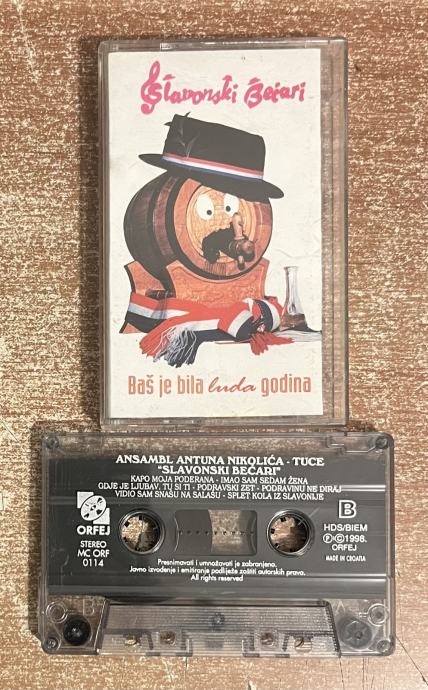 Slavonski Bećari
Baš je bila luda godina
ANSAMBL ANTUNA NIKOLIĆA - TUCE
"SLAVONSKI BEĆARI"
KAPO MOJA PODERANA - IMAO SAM SEDAM ŽENA
GDJE JE LJUBAV, TU SI TI - PODRAVSKI ZET - PODRAVINU NE DIRAJ
VIDIO SAM SNAŠU NA SALAŠU - SPLET KOLA IZ SLAVONIJE
ORFEJ
STEREO
MC ORF
0114
B
HDS/BIEM
Ⓟ©1998.
ORFEJ
MADE IN CROATIA
Presnimavati i umnožavati je zabranjeno.
Javno izvođenje i emitiranje podliježe zaštiti autorskih prava.
All rights reserved